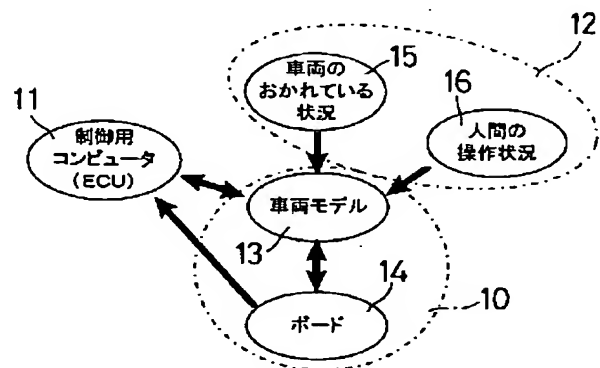 12
15
車両の
おかれている
状況
16
人間の
操作状況
11
制御用
コンピュータ
(ECU)
車両モデル
13
14
ボード
10